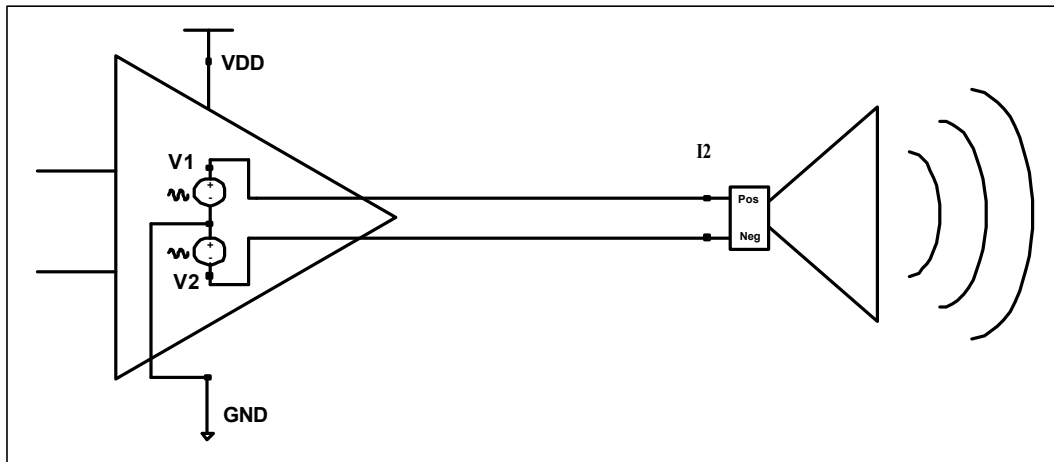 VDD
V1
+
-
+
-
V2
I2
Pos
Neg
GND